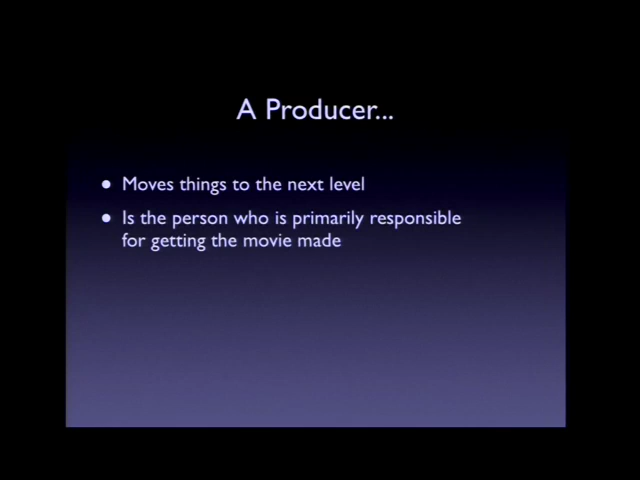 A Producer...
• Moves things to the next level
• Is the person who is primarily responsible
for getting the movie made